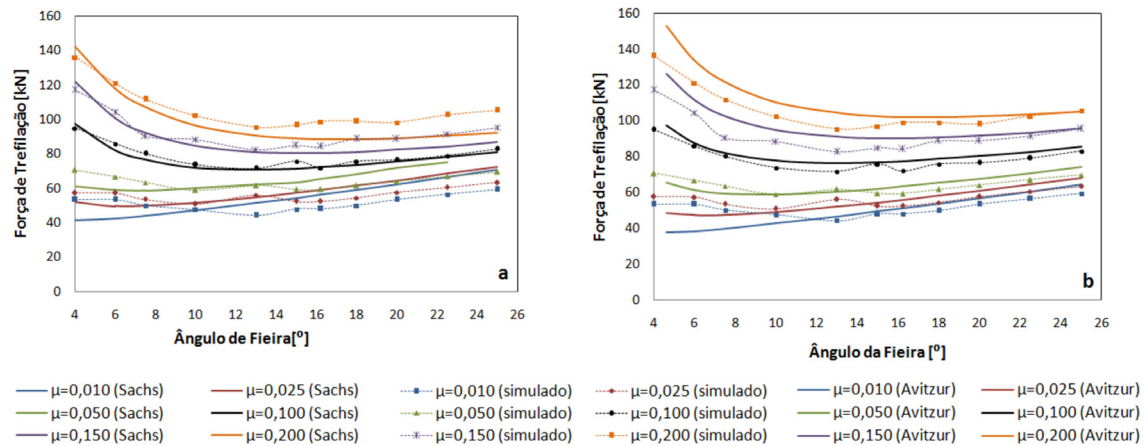 160
140
120
100
80
60
40
20
0
Força de Trefilação [kN]
4 6 8 10 12 14 16 18 20 22 24 26
Ângulo de Fieira[º]
a
160
140
120
100
80
60
40
20
0
Força de Trefilação [kN]
4 6 8 10 12 14 16 18 20 22 24 26
Ângulo da Fieira [º]
b
μ=0,010 (Sachs) μ=0,025 (Sachs) μ=0,010 (simulado) μ=0,025 (simulado) μ=0,010 (Avitzur) μ=0,025 (Avitzur)
μ=0,050 (Sachs) μ=0,100 (Sachs) μ=0,050 (simulado) μ=0,100 (simulado) μ=0,050 (Avitzur) μ=0,100 (Avitzur)
μ=0,150 (Sachs) μ=0,200 (Sachs) μ=0,150 (simulado) μ=0,200 (simulado) μ=0,150 (Avitzur) μ=0,200 (Avitzur)